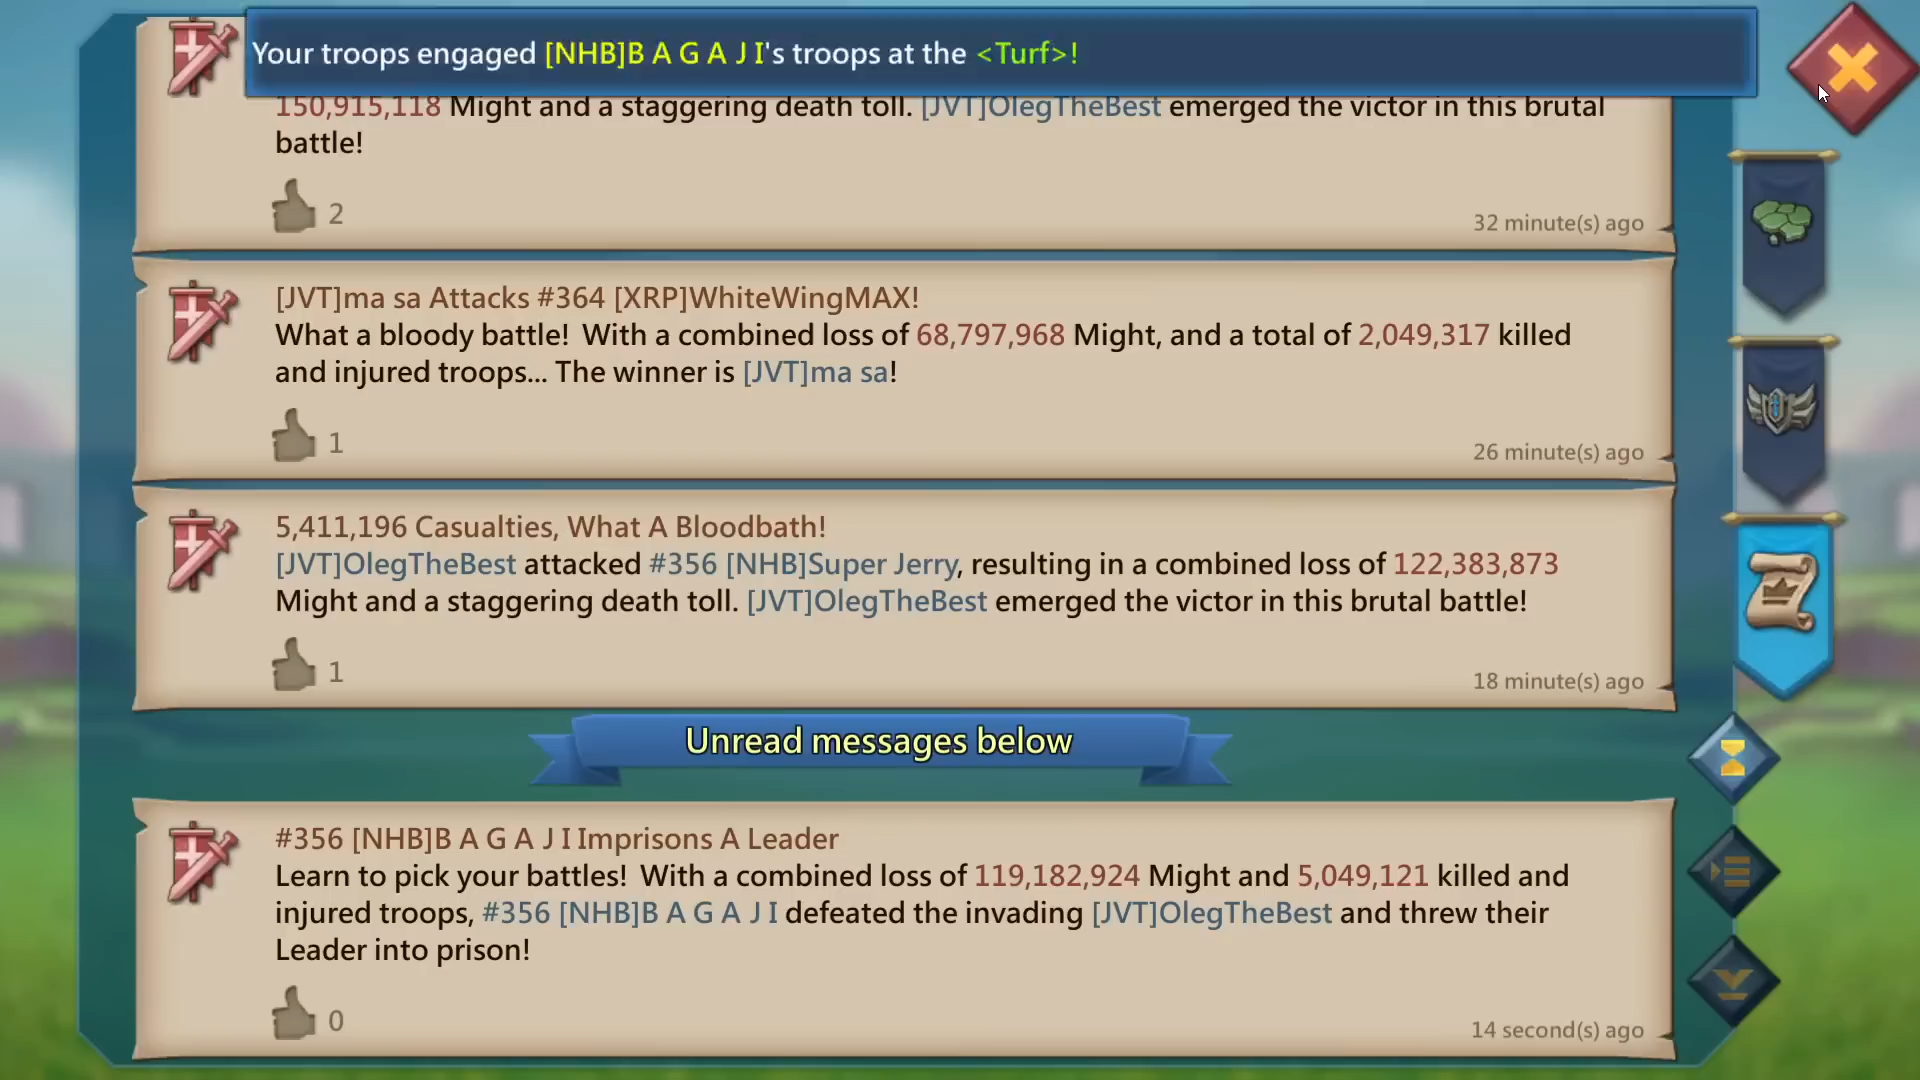 Your troops engaged [NHB]B A G A J I's troops at the <Turf>!
150,915,118 Might and a staggering death toll. [JVT]OlegTheBest emerged the victor in this brutal
battle!
2
32 minute(s) ago
[JVT]ma sa Attacks #364 [XRP]WhiteWingMAX!
What a bloody battle! With a combined loss of 68,797,968 Might, and a total of 2,049,317 killed
and injured troops... The winner is [JVT]ma sa!
1
26 minute(s) ago
5,411,196 Casualties, What A Bloodbath!
[JVT]OlegTheBest attacked #356 [NHB]Super Jerry, resulting in a combined loss of 122,383,873
Might and a staggering death toll. [JVT]OlegTheBest emerged the victor in this brutal battle!
1
18 minute(s) ago
Unread messages below
#356 [NHB]B A G A J I Imprisons A Leader
Learn to pick your battles! With a combined loss of 119,182,924 Might and 5,049,121 killed and
injured troops, #356 [NHB]B A G A J I defeated the invading [JVT]OlegTheBest and threw their
Leader into prison!
0
14 second(s) ago